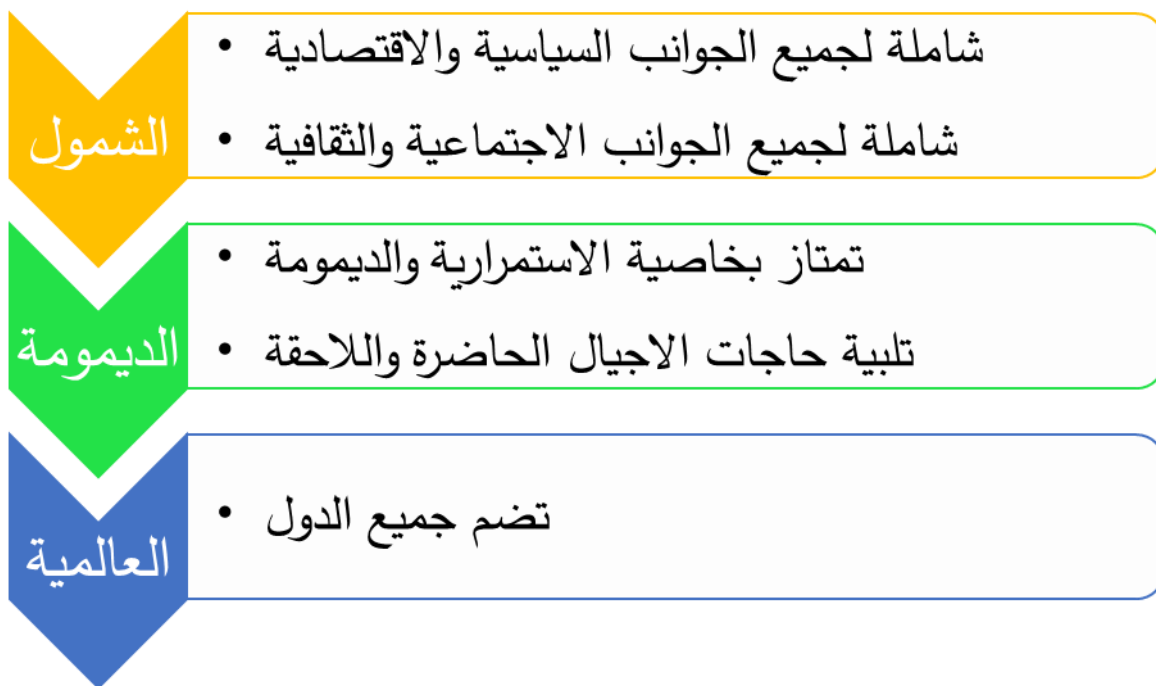 الشمول
• شاملة لجميع الجوانب السياسية والاقتصادية
• شاملة لجميع الجوانب الاجتماعية والثقافية
الديمومة
• تمتاز بخاصية الاستمرارية والديمومة
• تلبية حاجات الاجيال الحاضرة واللاحقة
العالمية
• تضم جميع الدول